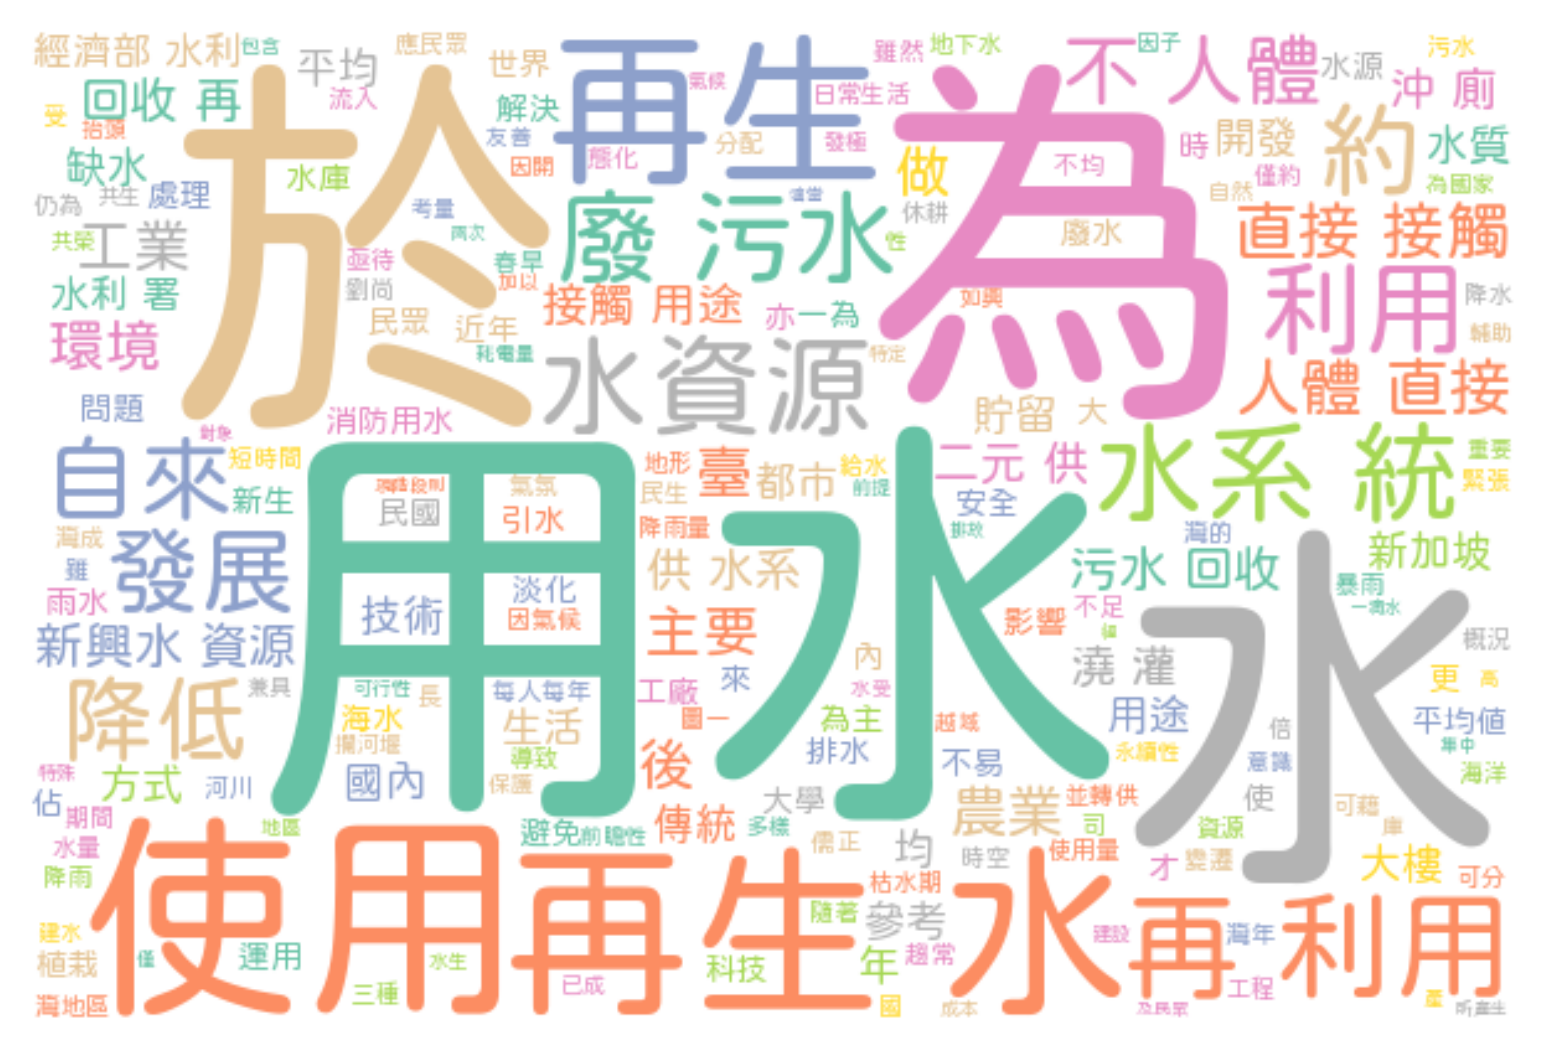 經濟部 水利
包含
平均
應民眾
世界
再生
氣候
雖然
地下水
不
因子
人體
水源
污水
回收 再
流入
解決
日常生活
沖 廁
受
抬頭
於
友善
態化
分配
發極
為
時
開發
約
水質
缺水
水庫
因開
做
不均
僅約
為國家
仍為
共生
處理
考量
廢 污水
休耕
自然
直接 接觸
共榮
工業
兩次
性
廢水
亟待
春旱
水利 署
劉尚
加以
接觸 用途
如興
利用
降水
環境
民眾
近年
亦一為
輔助
耗電量
水資源
特定
人體 直接
問題
消防用水
貯留
大
對象
自來
短時間
用水
地形
臺
都市
給水
二元 供
水系 統
重要
新生
氣氛
民國
引水
民生
前提
安全
緊張
灣成
發展
降雨量
排放
灣的
新加坡
雖
供 水系
污水 回收
雨水
技術
淡化
因氣候
暴雨
一滴水
新興水 資源
主要
影響
不足
水
概況
降低
兼具
可行性
長
每人每年
工廠
來
內
水受
澆 灌
更
高
海水
攔河堰
生活
圖一
為主
越域
用途
倍
平均值
特殊
方式
河川
國內
導致
保護
後
排水
不易
永續性
意識
集中
海洋
佔
期間
地區
避免
前瞻性
傳統
大學
多樣
農業
並轉供
使
可藉
水量
司
資源
庫
降雨
使用
再生
儒正
均
時空
水
使用量
才
變遷
大樓
可分
枯水期
建水
植栽
僅
運用
水生
隨著
參考
建設
再
灣年
利用
灣地區
三種
已成
科技
年
趨常
國
成本
及民眾
工程
產
所產生